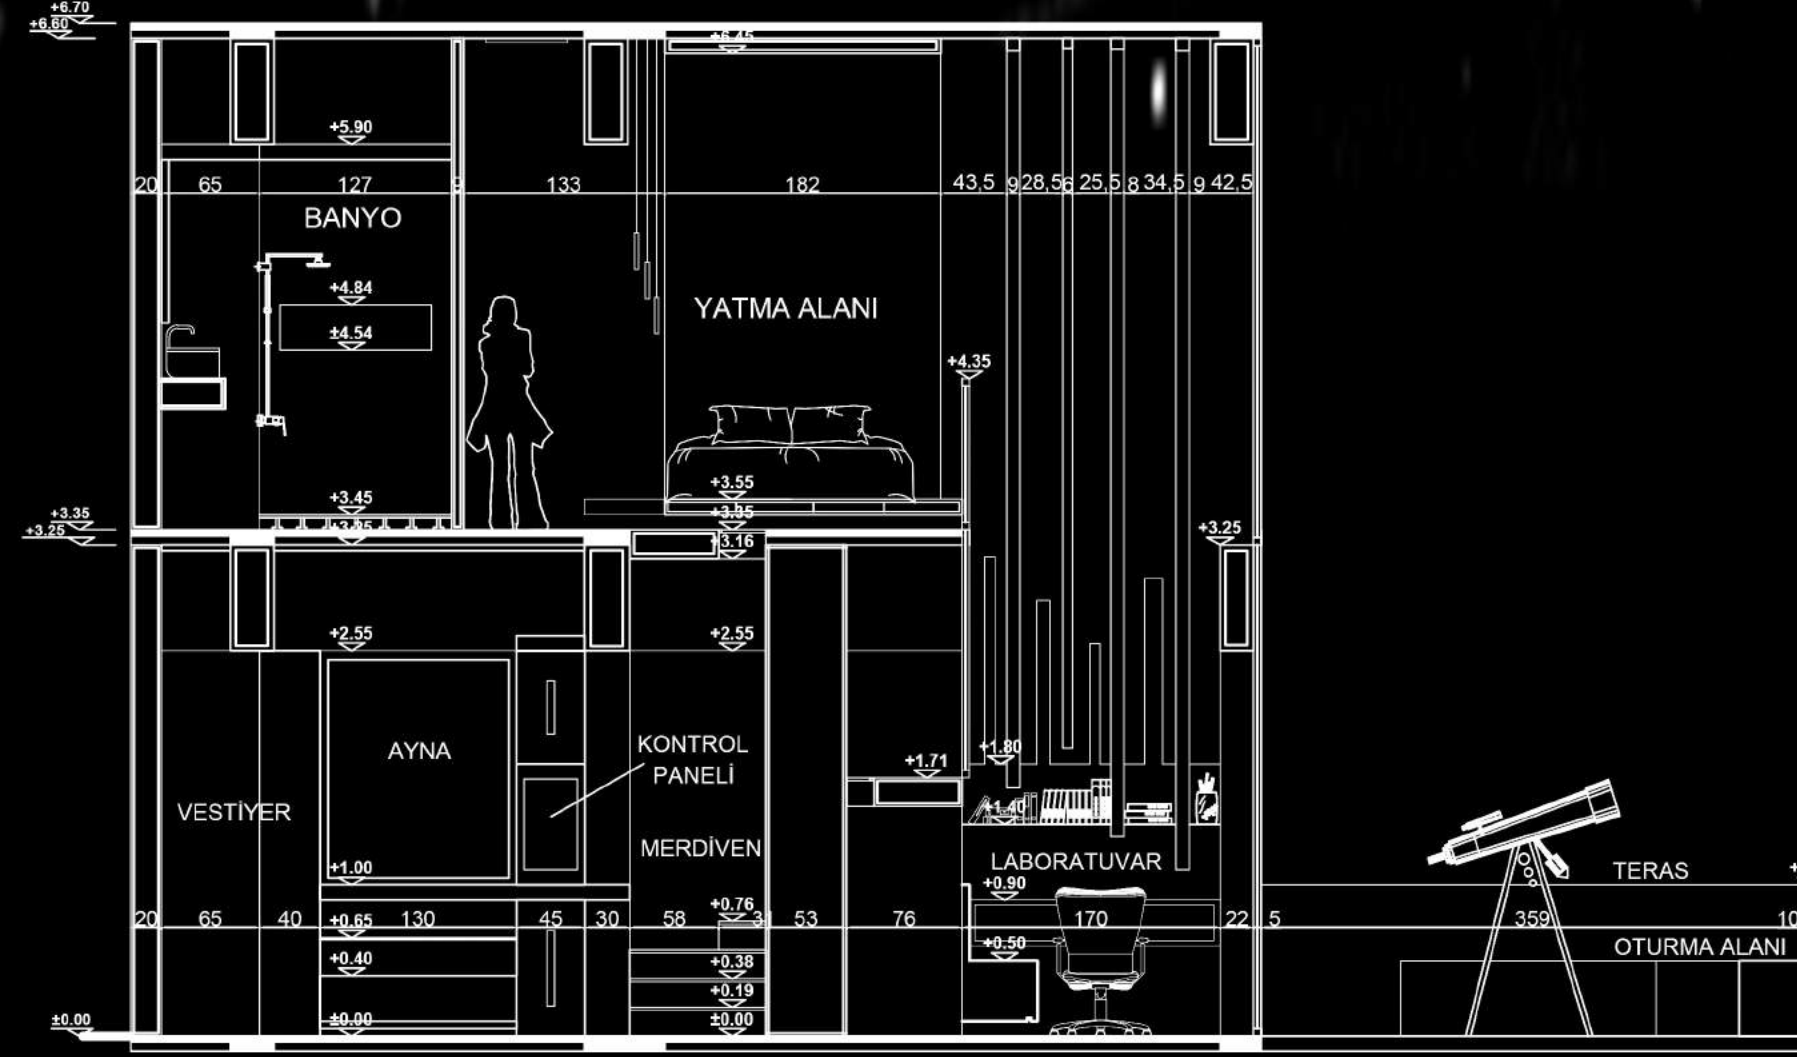 +6.70
+6.60
+6.45
+5.90
20 65 127 9 133 182 43,5 9 28,5 6 25,5 8 34,5 9 42,5
BANYO
+4.84
YATMA ALANI
±4.54
+4.35
+3.55
+3.45
+3.35
+3.35
+3.25
+3.25
+3.16
+2.55
+2.55
AYNA
KONTROL
PANELİ
+1.80
+1.71
VESTİYER
+1.40
MERDİVEN
LABORATUVAR
+1.00
TERAS
+0.90
+0.76
20 65 40 +0.65 130 45 30 58 53 76 170 22 5 359 10
+0.50
OTURMA ALANI
+0.40
+0.38
+0.19
±0.00
±0.00
±0.00